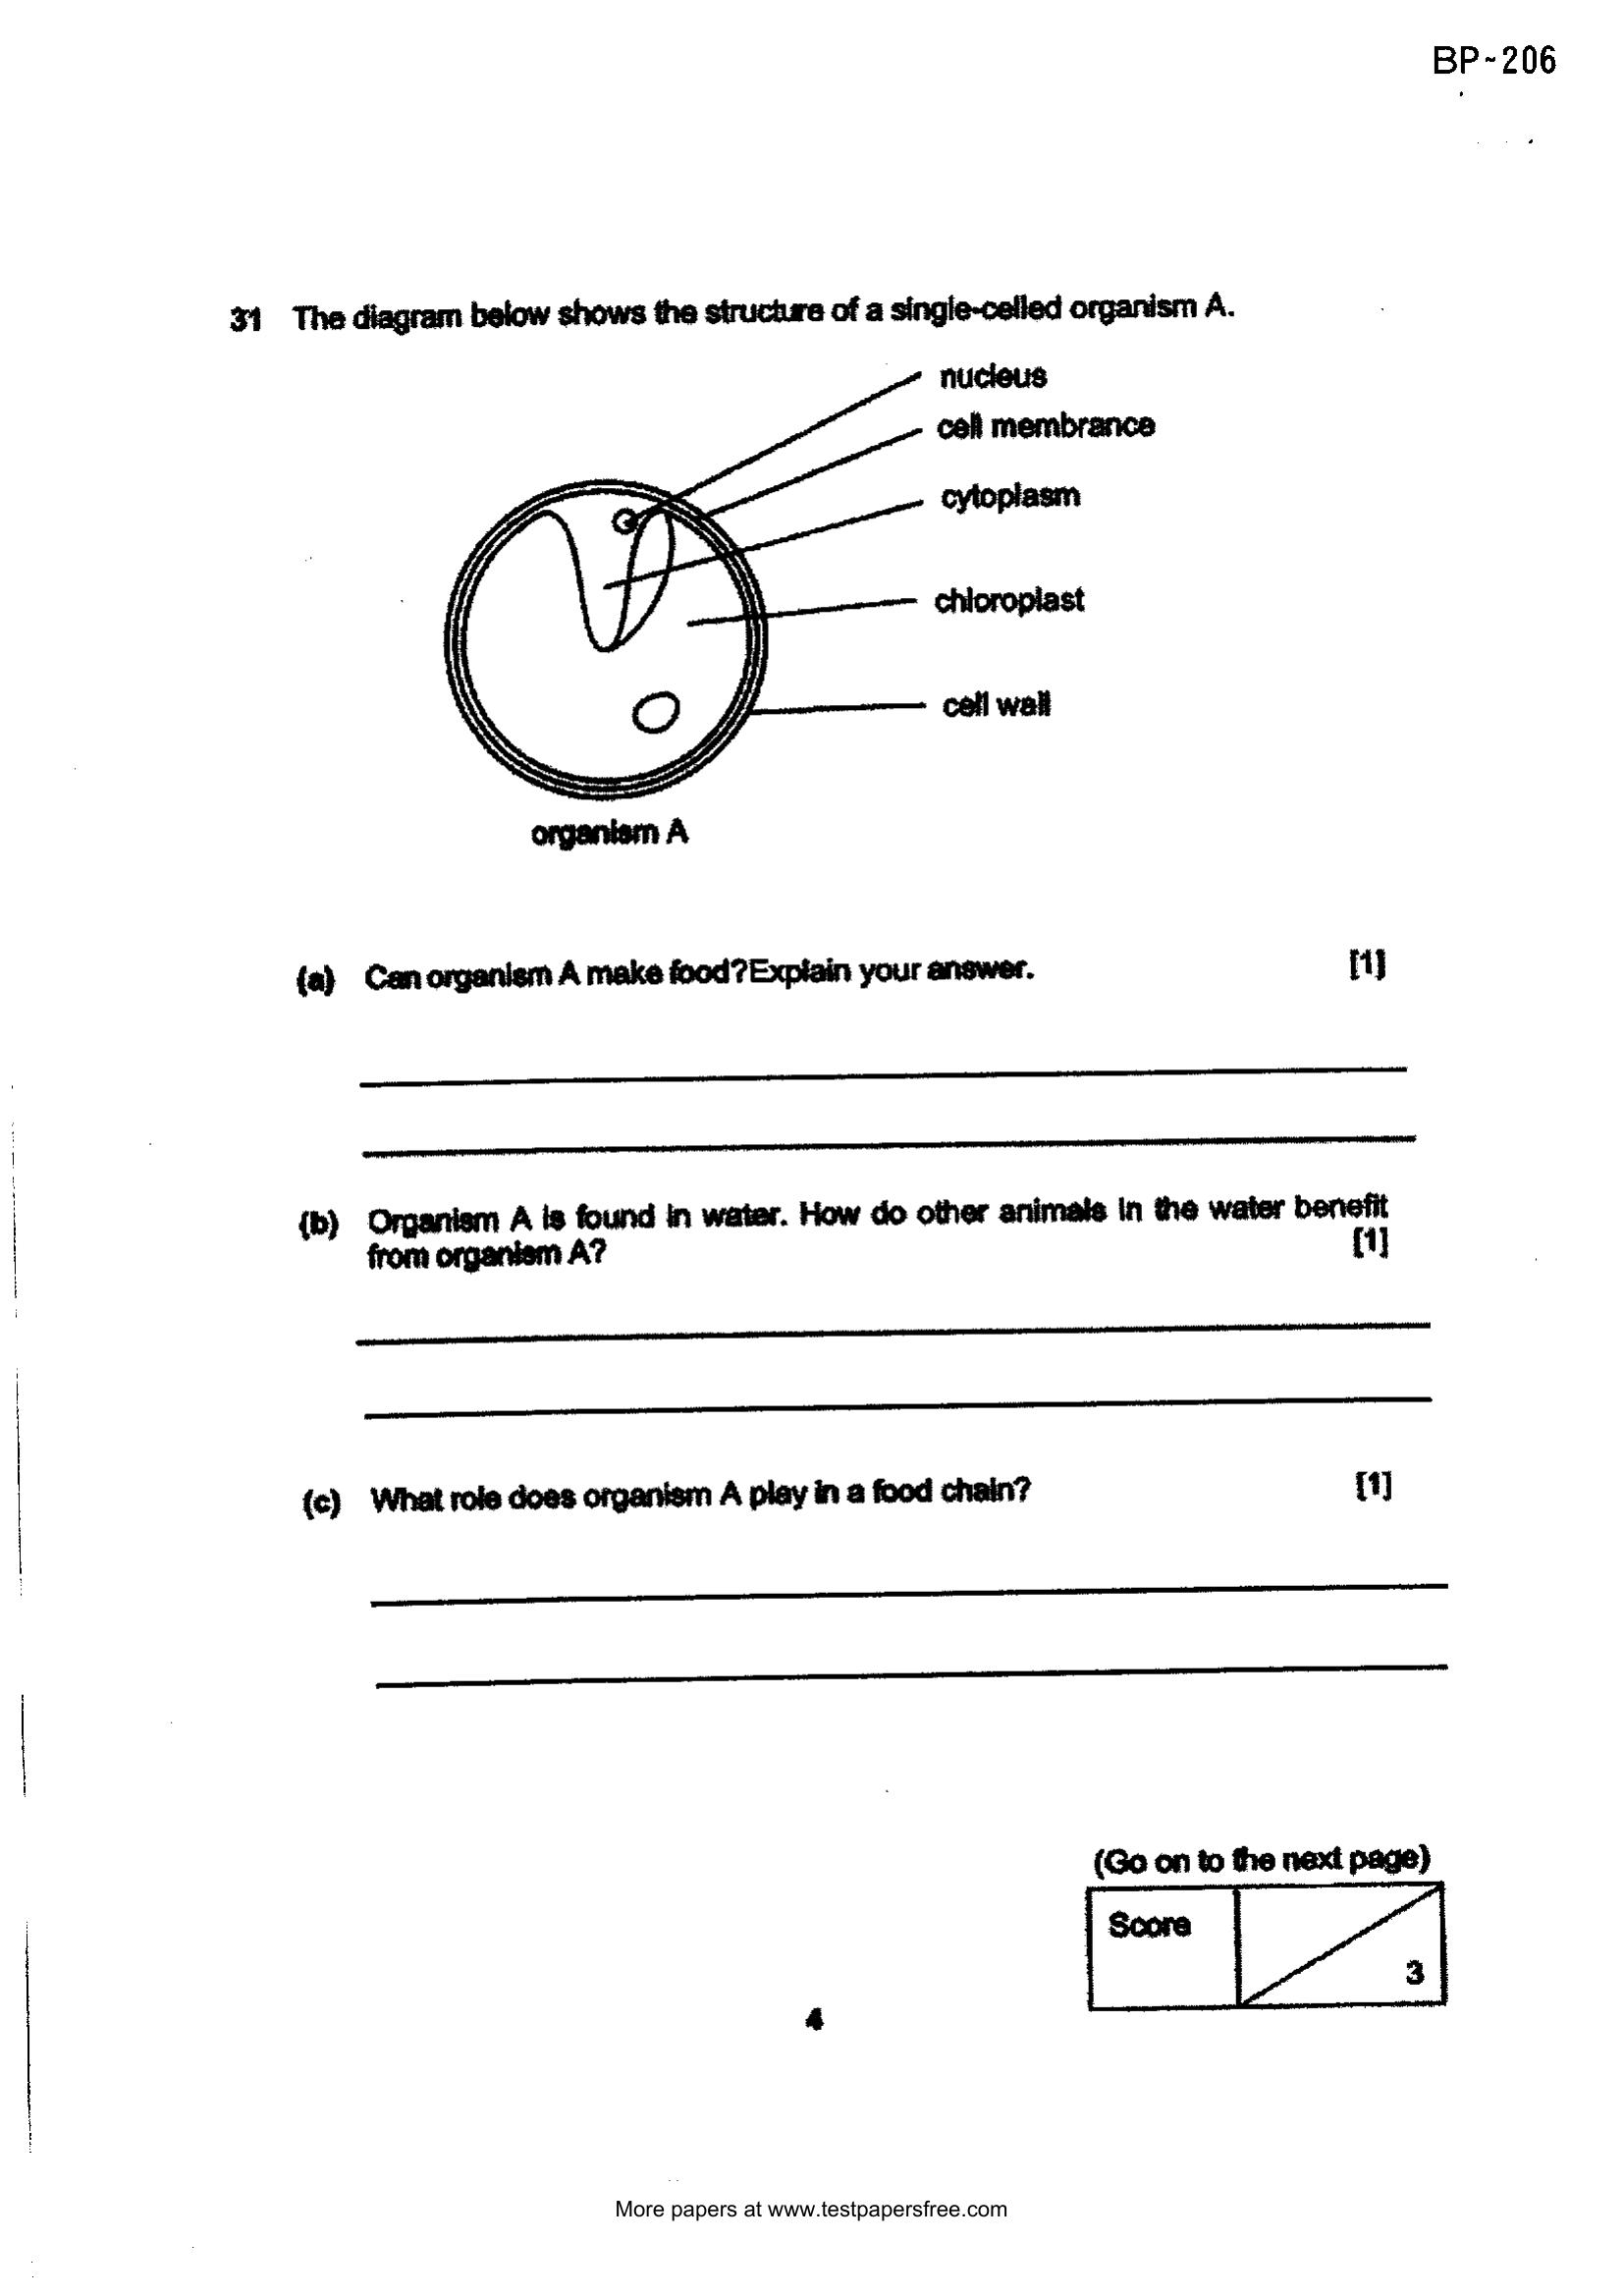 BP-206
31 The diagram below shows the structure of a single-celled organism A.
nucleus
cell membrance
cytoplasm
chloroplast
cell wall
organism A
(a) Can organism A make food?Explain your answer. [1]
(b) Organism A is found in water. How do other animals in the water benefit
from organism A? [1]
(c) What role does organism A play in a food chain? [1]
(Go on to the next page)
Score
3
4
More papers at www.testpapersfree.com